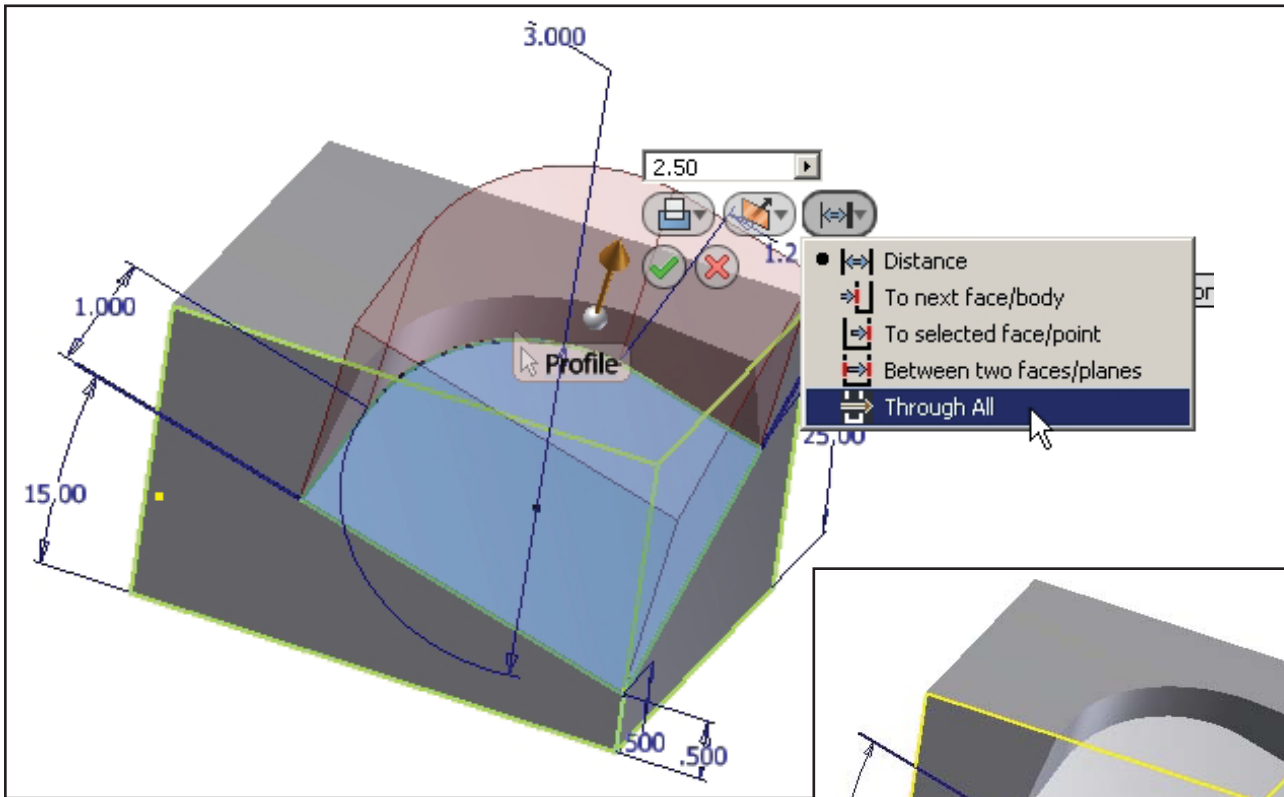 3.000
2.50
1.2
Distance
To next face/body
To selected face/point
Between two faces/planes
Through All
or
1.000
Profile
25.00
15.00
.500
.500